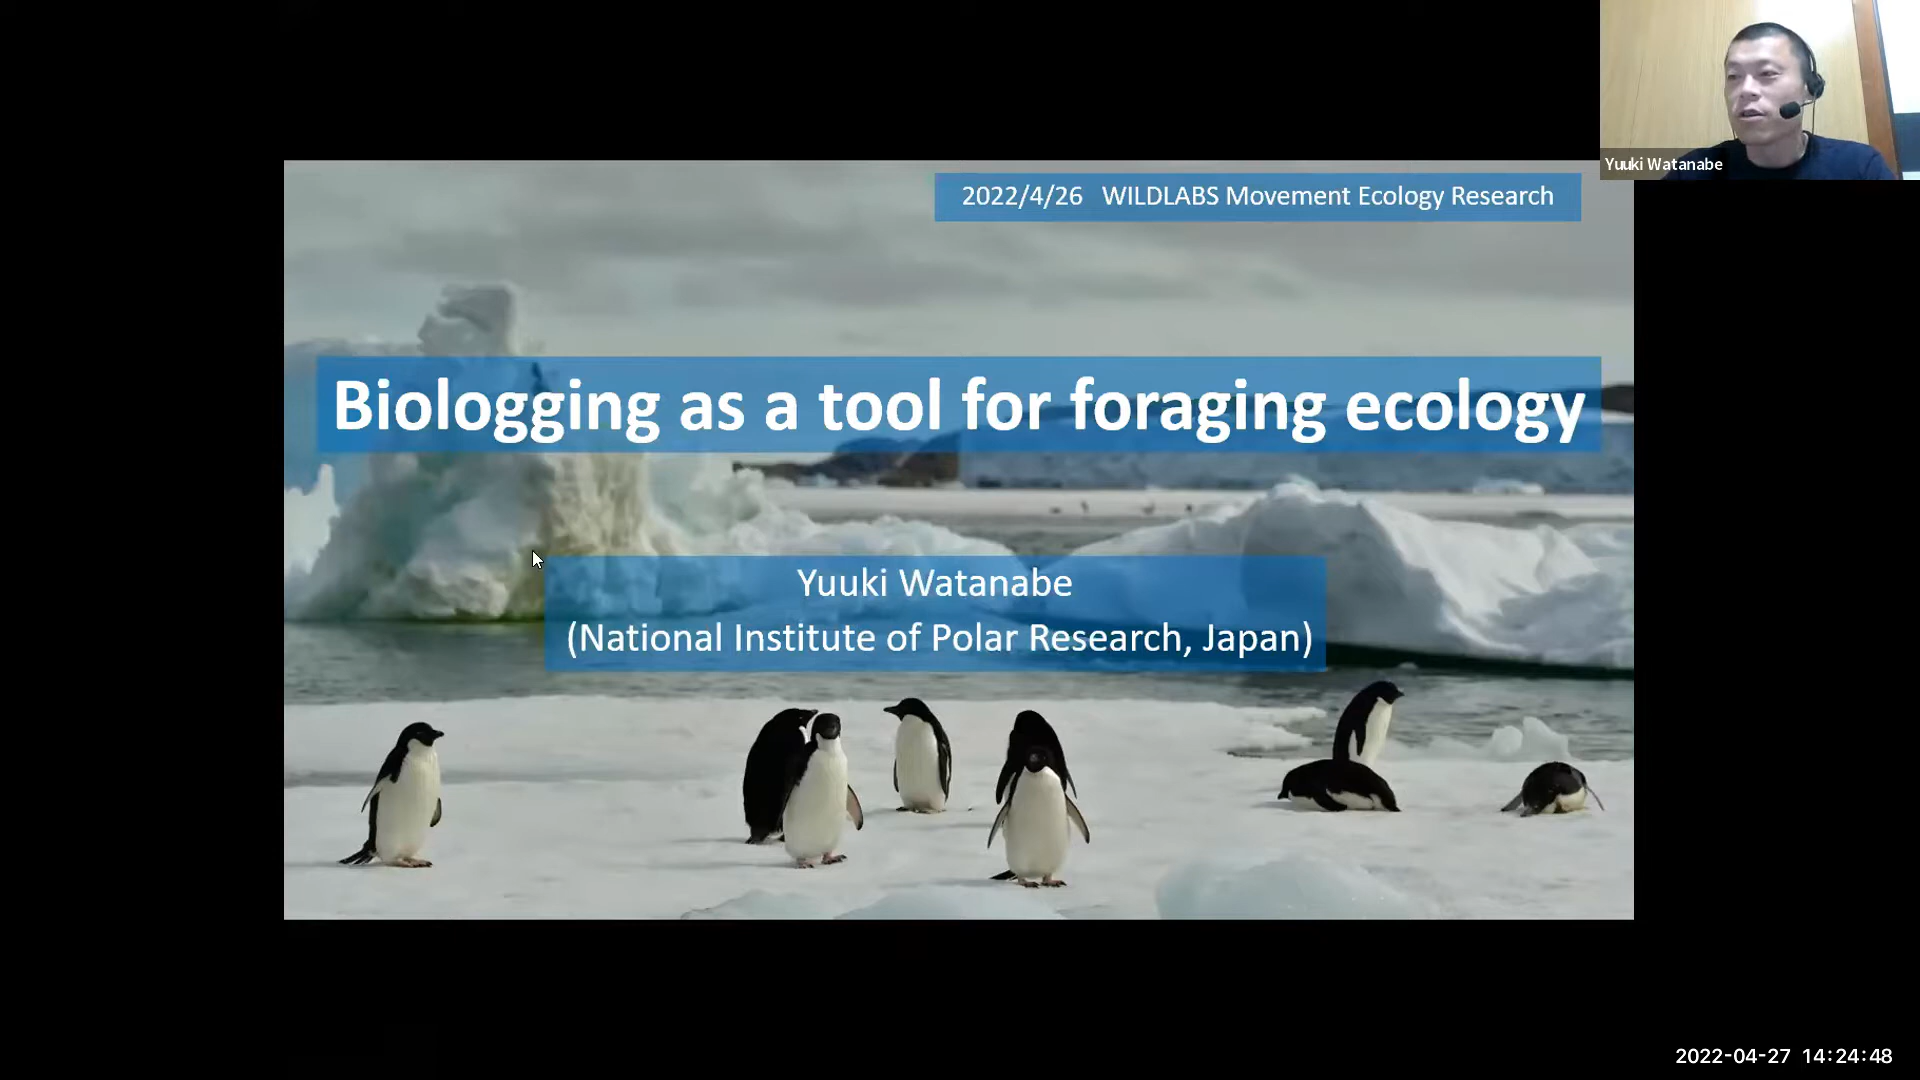 Yuuki Watanabe
2022/4/26 WILDLABS Movement Ecology Research
Biologging as a tool for foraging ecology
Yuuki Watanabe
(National Institute of Polar Research, Japan)
2022-04-27 14:24:48